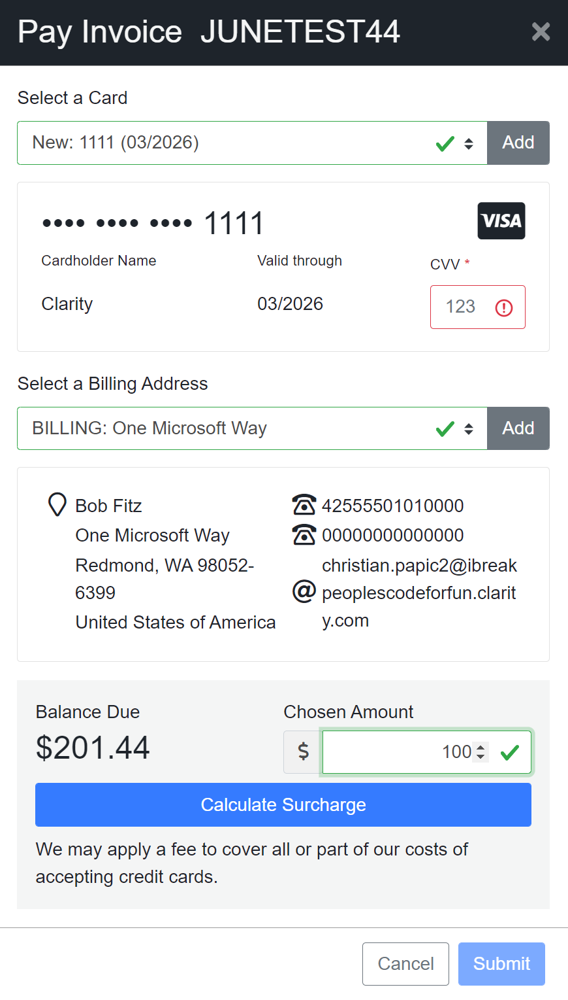 Pay Invoice JUNETEST44
Select a Card
New: 1111 (03/2026)
Add
•••• •••• •••• 1111
VISA
Cardholder Name
Valid through
CVV *
Clarity
03/2026
123
Select a Billing Address
BILLING: One Microsoft Way
Add
Bob Fitz
One Microsoft Way
Redmond, WA 98052-
6399
United States of America
42555501010000
00000000000000
christian.papic2@ibreak
peoplescodeforfun.clarit
y.com
Balance Due
$201.44
Chosen Amount
$ 100
Calculate Surcharge
We may apply a fee to cover all or part of our costs of
accepting credit cards.
Cancel
Submit